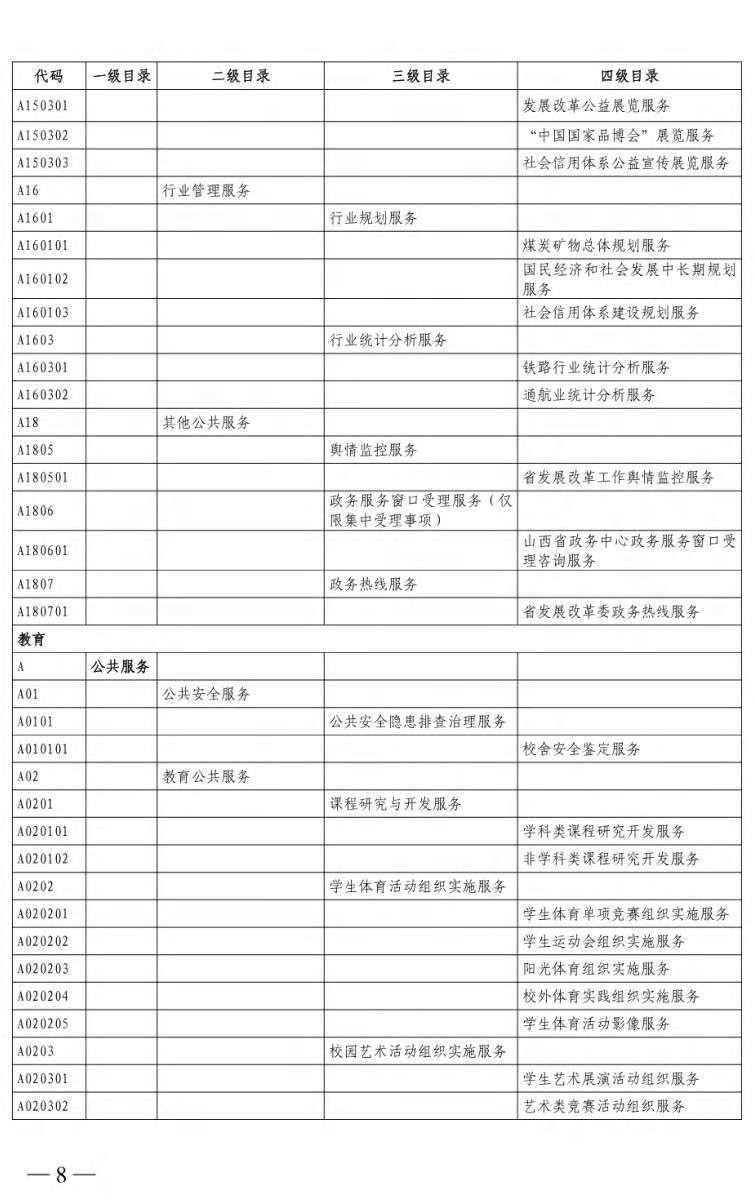 代码 一级目录 二级目录 三级目录 四级目录
A150301 发展改革公益展览服务
A150302 “中国国家品博会”展览服务
A150303 社会信用体系公益宣传展览服务
A16 行业管理服务
A1601 行业规划服务
A160101 煤炭矿物总体规划服务
A160102 国民经济和社会发展中长期规划
服务
A160103 社会信用体系建设规划服务
A1603 行业统计分析服务
A160301 铁路行业统计分析服务
A160302 通航业统计分析服务
A18 其他公共服务
A1805 舆情监控服务
A180501 省发展改革工作舆情监控服务
A1806 政务服务窗口受理服务（仅
限集中受理事项）
A180601 山西省政务中心政务服务窗口受
理咨询服务
A1807 政务热线服务
A180701 省发展改革委政务热线服务
教育
A 公共服务
A01 公共安全服务
A0101 公共安全隐患排查治理服务
A010101 校舍安全鉴定服务
A02 教育公共服务
A0201 课程研究与开发服务
A020101 学科类课程研究开发服务
A020102 非学科类课程研究开发服务
A0202 学生体育活动组织实施服务
A020201 学生体育单项竞赛组织实施服务
A020202 学生运动会组织实施服务
A020203 阳光体育组织实施服务
A020204 校外体育实践组织实施服务
A020205 学生体育活动影像服务
A0203 校园艺术活动组织实施服务
A020301 学生艺术展演活动组织服务
A020302 艺术类竞赛活动组织服务
— 8 —